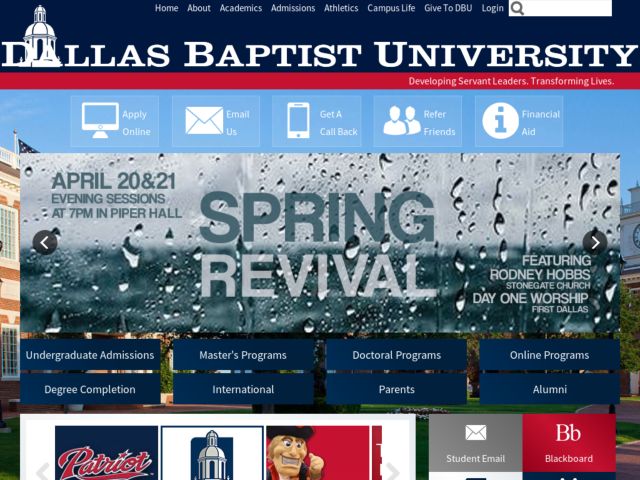 Home About Academics Admissions Athletics Campus Life Give To DBU Login
DALLAS BAPTIST UNIVERSITY
Developing Servant Leaders. Transforming Lives.
Apply
Online
Email
Us
Get A
Call Back
Refer
Friends
Financial
Aid
APRIL 20&21
EVENING SESSIONS
AT 7PM IN PIPER HALL
SPRING
REVIVAL
FEATURING
RODNEY HOBBS
STONEGATE CHURCH
DAY ONE WORSHIP
FIRST DALLAS
Undergraduate Admissions Master's Programs Doctoral Programs Online Programs
Degree Completion International Parents Alumni
Patriot
Bb
Student Email Blackboard